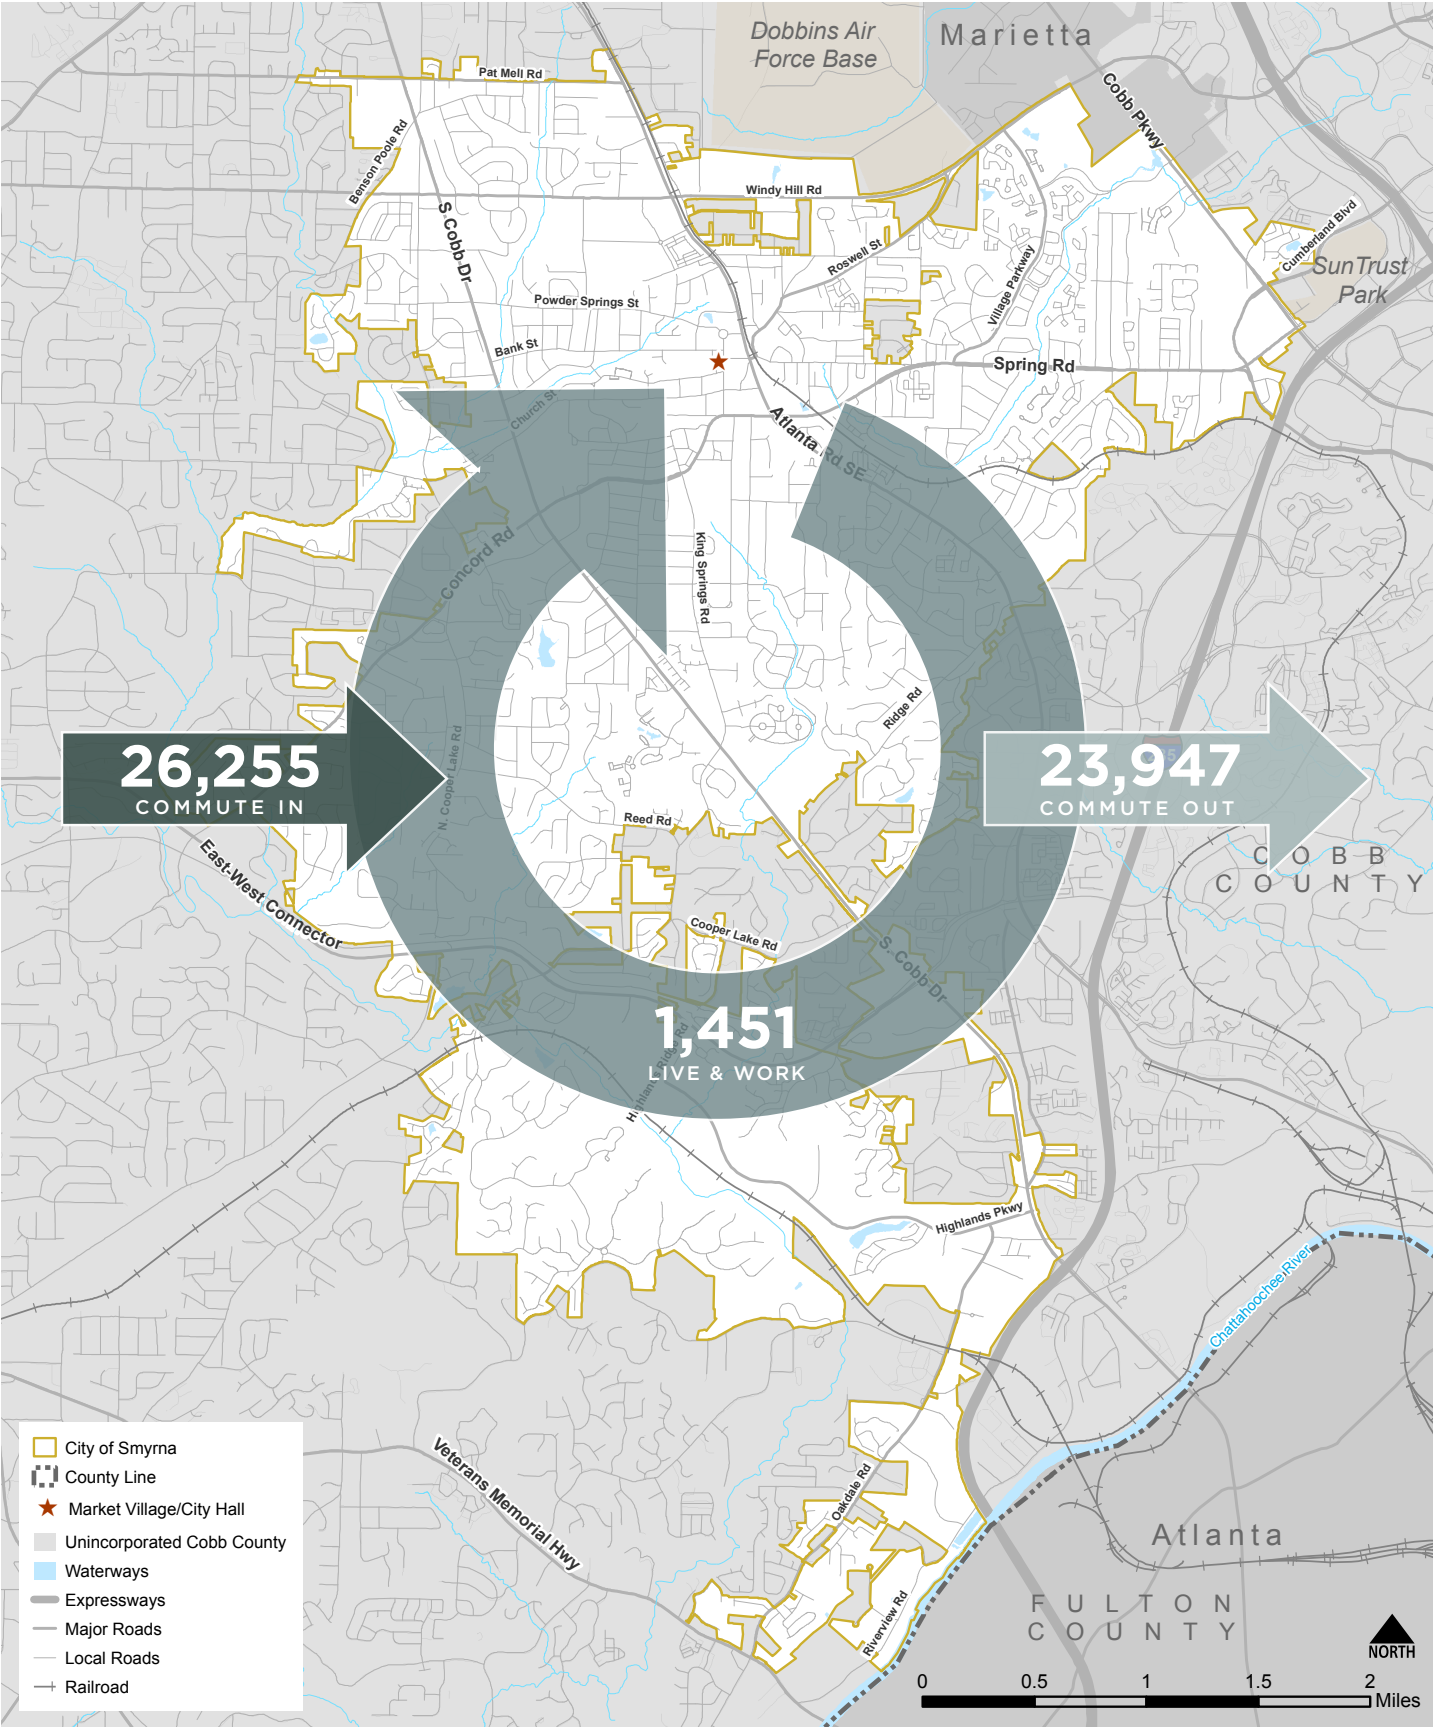 Dobbins Air
Force Base
Marietta
Pat Mell Rd
Cobb Pkwy
Benson Poole Rd
Windy Hill Rd
S Cobb Dr
Cumberland Blvd
Roswell St
SunTrust
Park
Village Parkway
Powder Springs St
Bank St
Spring Rd
Church St
Atlanta Rd SE
Concord Rd
King Springs Rd
Ridge Rd
26,255
COMMUTE IN
N. Cooper Lake Rd
23,947
COMMUTE OUT
285
Reed Rd
East-West Connector
COBB
COUNTY
Cooper Lake Rd
S. Cobb Dr
1,451
LIVE & WORK
Highlands Ridge Rd
Highlands Pkwy
Chattahoochee River
Veterans Memorial Hwy
Oakdale Rd
Riverview Rd
Atlanta
FULTON
COUNTY
City of Smyrna
County Line
Market Village/City Hall
Unincorporated Cobb County
Waterways
Expressways
Major Roads
Local Roads
Railroad
NORTH
0 0.5 1 1.5 2
Miles